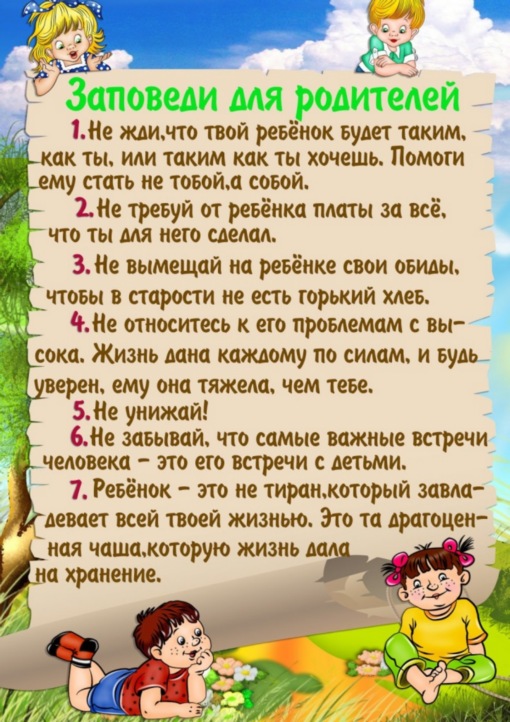 Заповеди для родителей
1.Не жди,что твой ребёнок будет таким,
как ты, или таким как ты хочешь. Помоги
ему стать не тобой,а собой.
2.Не требуй от ребёнка платы за всё,
что ты для него сделал.
3.Не вымещай на ребёнке свои обиды,
чтобы в старости не есть горький хлеб.
4.Не относитесь к его проблемам с вы-
сока. Жизнь дана каждому по силам, и будь
уверен, ему она тяжела, чем тебе.
5.Не унижай!
6.Не забывай, что самые важные встречи
человека - это его встречи с детьми.
7. Ребёнок - это не тиран,который завла-
девает всей твоей жизнью. Это та драгоцен-
ная чаша,которую жизнь дала
на хранение.